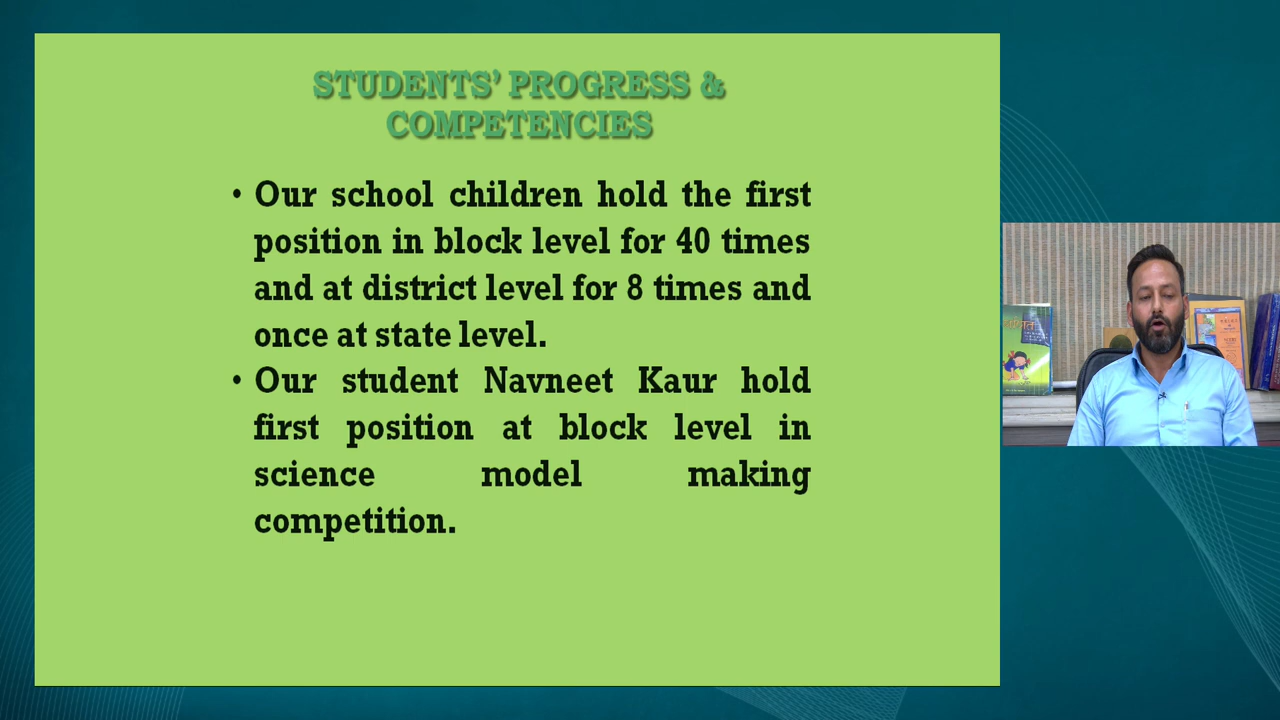 STUDENTS’ PROGRESS &
COMPETENCIES
• Our school children hold the first
position in block level for 40 times
and at district level for 8 times and
once at state level.
• Our student Navneet Kaur hold
first position at block level in
science model making
competition.